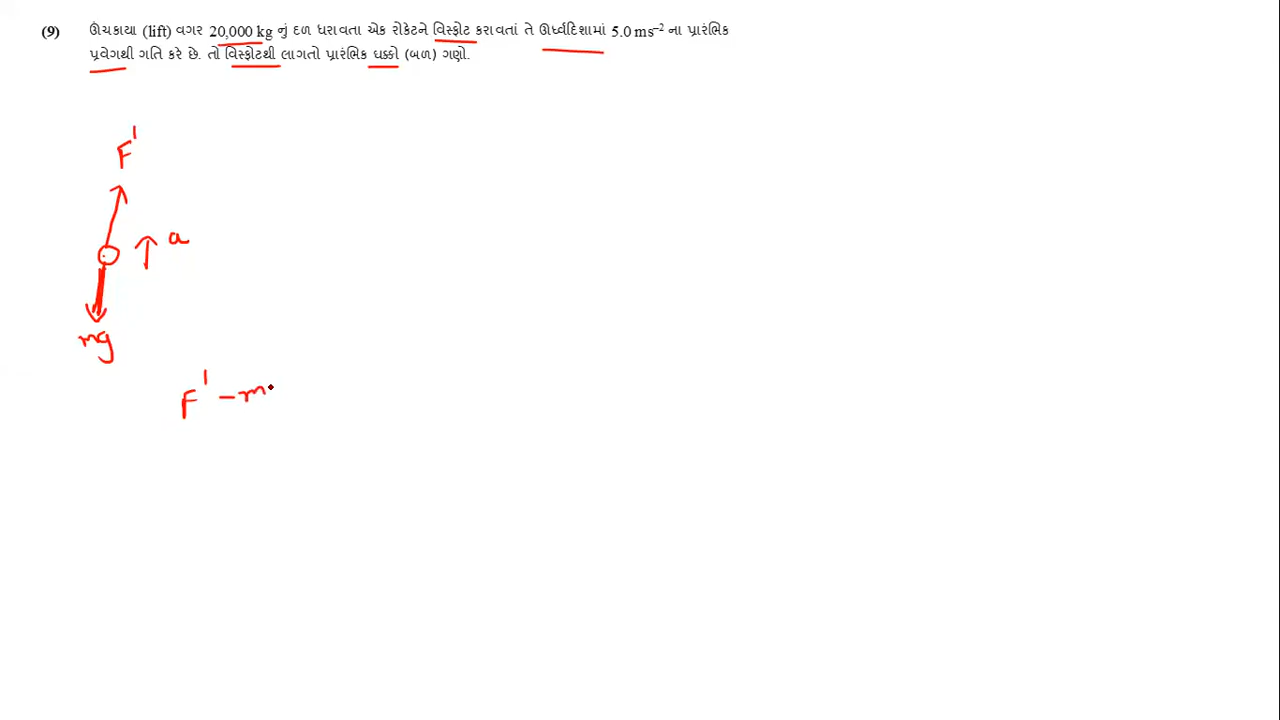 (9) ઊંચકાયા (lift) વગર 20,000 kg નું દળ ધરાવતા એક રોકેટને વિસ્ફોટ કરાવતાં તે ઊર્ધ્વદિશામાં 5.0 ms⁻² ના પ્રારંભિક
પ્રવેગથી ગતિ કરે છે. તો વિસ્ફોટથી લાગતો પ્રારંભિક ધક્કો (બળ) ગણો.
F'
a
mg
F' - m